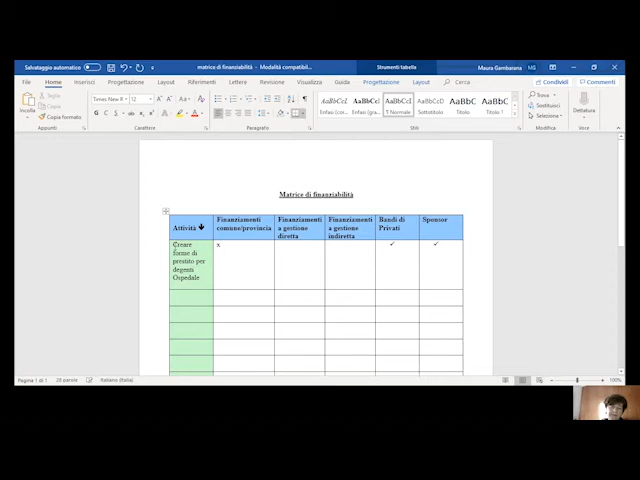 Salvataggio automatico
matrice di finanziabilità - Modalità compatibil...
Strumenti tabella
Maura Gambarana MG
File Home Inserisci Progettazione Layout Riferimenti Lettere Revisione Visualizza Guida Progettazione Layout Cerca
Condividi Commenti
Incolla
Taglia
Copia
Copia formato
Appunti
Times New R 12
G C S
Carattere
Paragrafo
AaBbCcI AaBbCcI AaBbCcI AaBbCcD AaBbC AaBbC
Enfasi (cor... Enfasi (gra... 1 Normale Sottotitolo Titolo Titolo 1
Stili
Trova
Sostituisci
Seleziona
Modifica
Dettatura
Voce
Matrice di finanziabilità
Attività
Finanziamenti comune/provincia
Finanziamenti a gestione diretta
Finanziamenti a gestione indiretta
Bandi di Privati
Sponsor
Creare
forme di
prestito per
degenti
Ospedale
x ✓ ✓
Pagina 1 di 1 28 parole Italiano (Italia)
100%